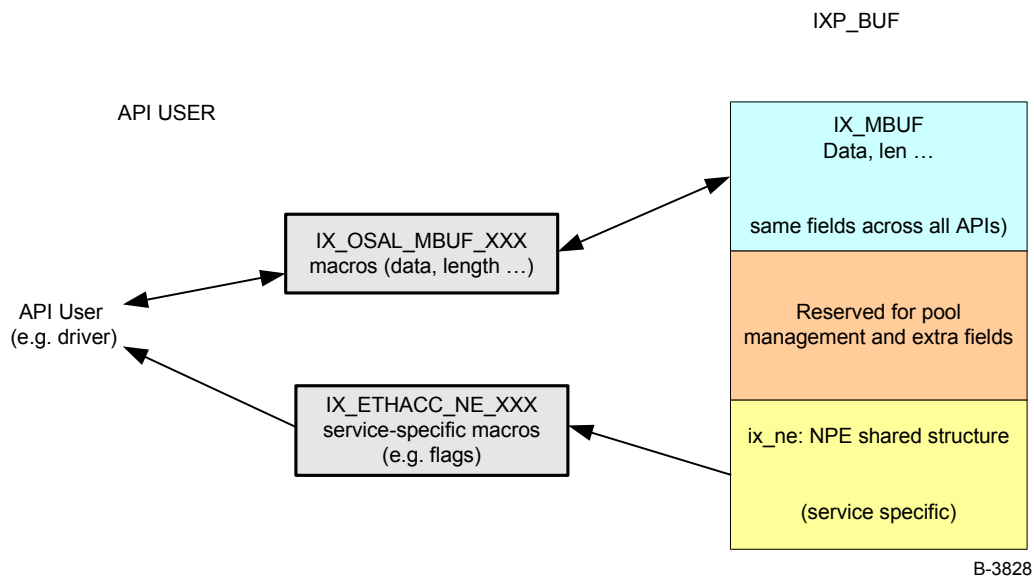 IXP_BUF
API USER
IX_MBUF
Data, len …
same fields across all APIs)
IX_OSAL_MBUF_XXX
macros (data, length …)
API User
(e.g. driver)
Reserved for pool
management and extra fields
IX_ETHACC_NE_XXX
service-specific macros
(e.g. flags)
ix_ne: NPE shared structure
(service specific)
B-3828